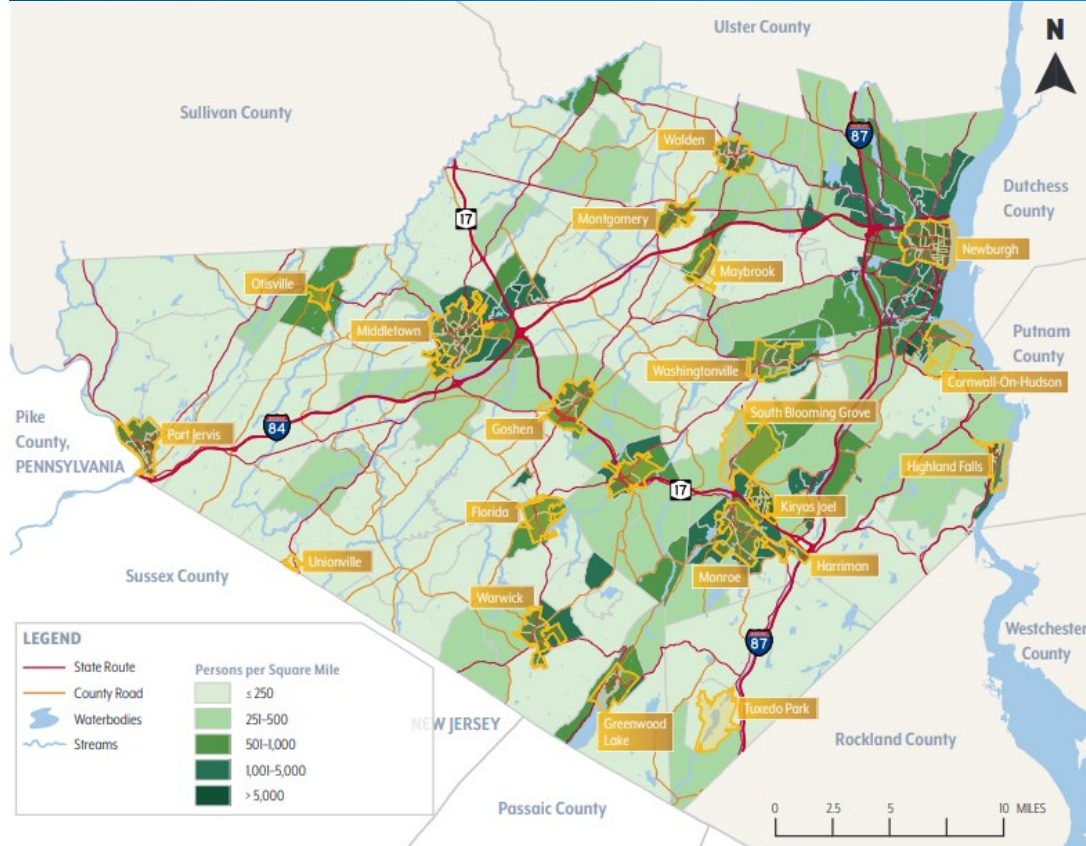 Ulster County
N
Sullivan County
INTERSTATE
87
Walden
Dutchess
County
17
Montgomery
Newburgh
Maybrook
Otisville
Middletown
Putnam
County
Washingtonville
Cornwall-On-Hudson
Pike
County,
PENNSYLVANIA
Port Jervis
84
Goshen
South Blooming Grove
Highland Falls
17
Florida
Kiryas Joel
Unionville
Sussex County
Monroe
Harriman
Warwick
Westchester
County
87
LEGEND
State Route
County Road
Waterbodies
Streams
Persons per Square Mile
≤ 250
251–500
501–1,000
1,001–5,000
> 5,000
NEW JERSEY
Greenwood
Lake
Tuxedo Park
Rockland County
Passaic County
0 2.5 5 10 MILES